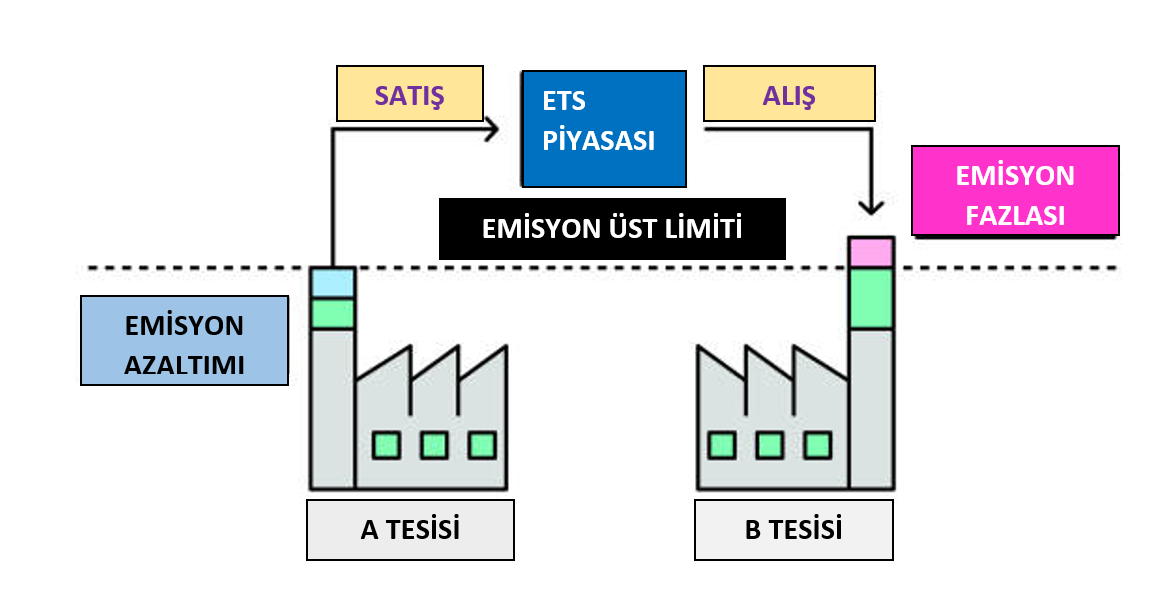 SATIŞ
ETS
PİYASASI
ALIŞ
EMİSYON
FAZLASI
EMİSYON ÜST LİMİTİ
EMİSYON
AZALTIMI
A TESİSİ
B TESİSİ